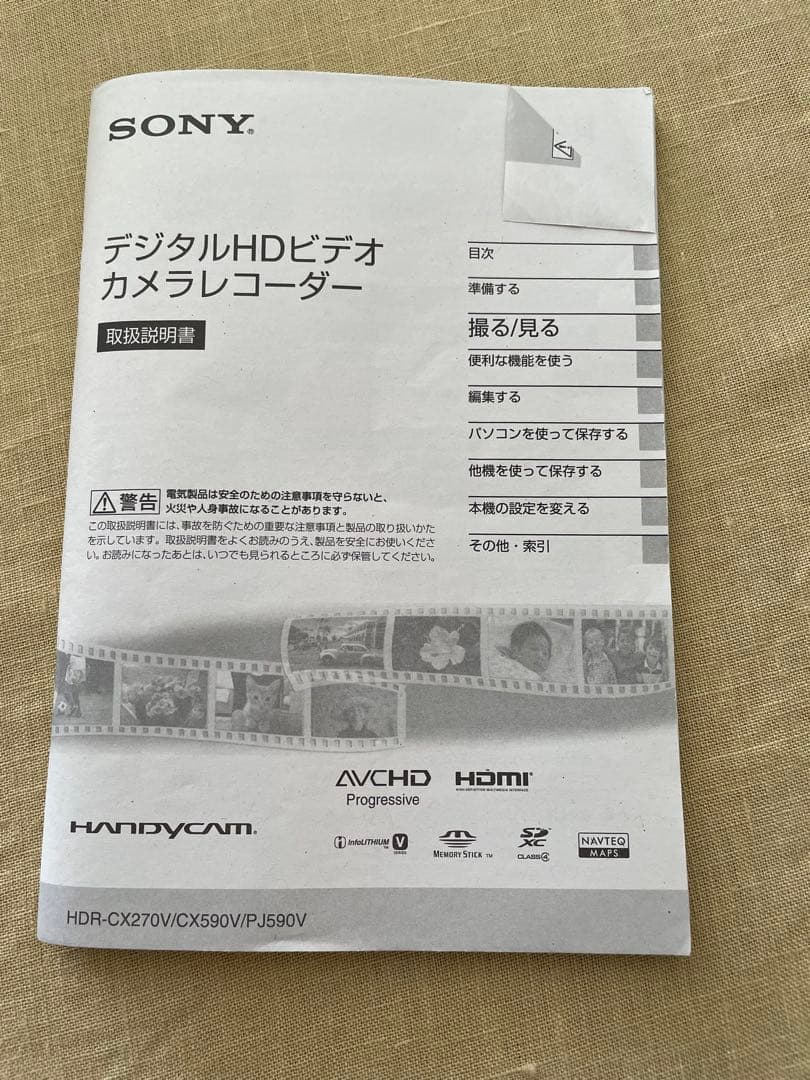 SONY®
デジタルHDビデオ
カメラレコーダー
取扱説明書
目次
準備する
撮る/見る
便利な機能を使う
編集する
パソコンを使って保存する
他機を使って保存する
本機の設定を変える
その他・索引
警告
電気製品は安全のための注意事項を守らないと、
火災や人身事故になることがあります。
この取扱説明書には、事故を防ぐための重要な注意事項と製品の取り扱いかた
を示しています。取扱説明書をよくお読みのうえ、製品を安全にお使いくださ
い。お読みになったあとは、いつでも見られるところに必ず保管してください。
AVCHD
Progressive
HDMI®
HIGH-DEFINITION MULTIMEDIA INTERFACE
HANDYCAM®
InfoLITHIUM™ V SERIES
MEMORY STICK™
SD XC
CLASS4
NAVTEQ
MAPS
HDR-CX270V/CX590V/PJ590V